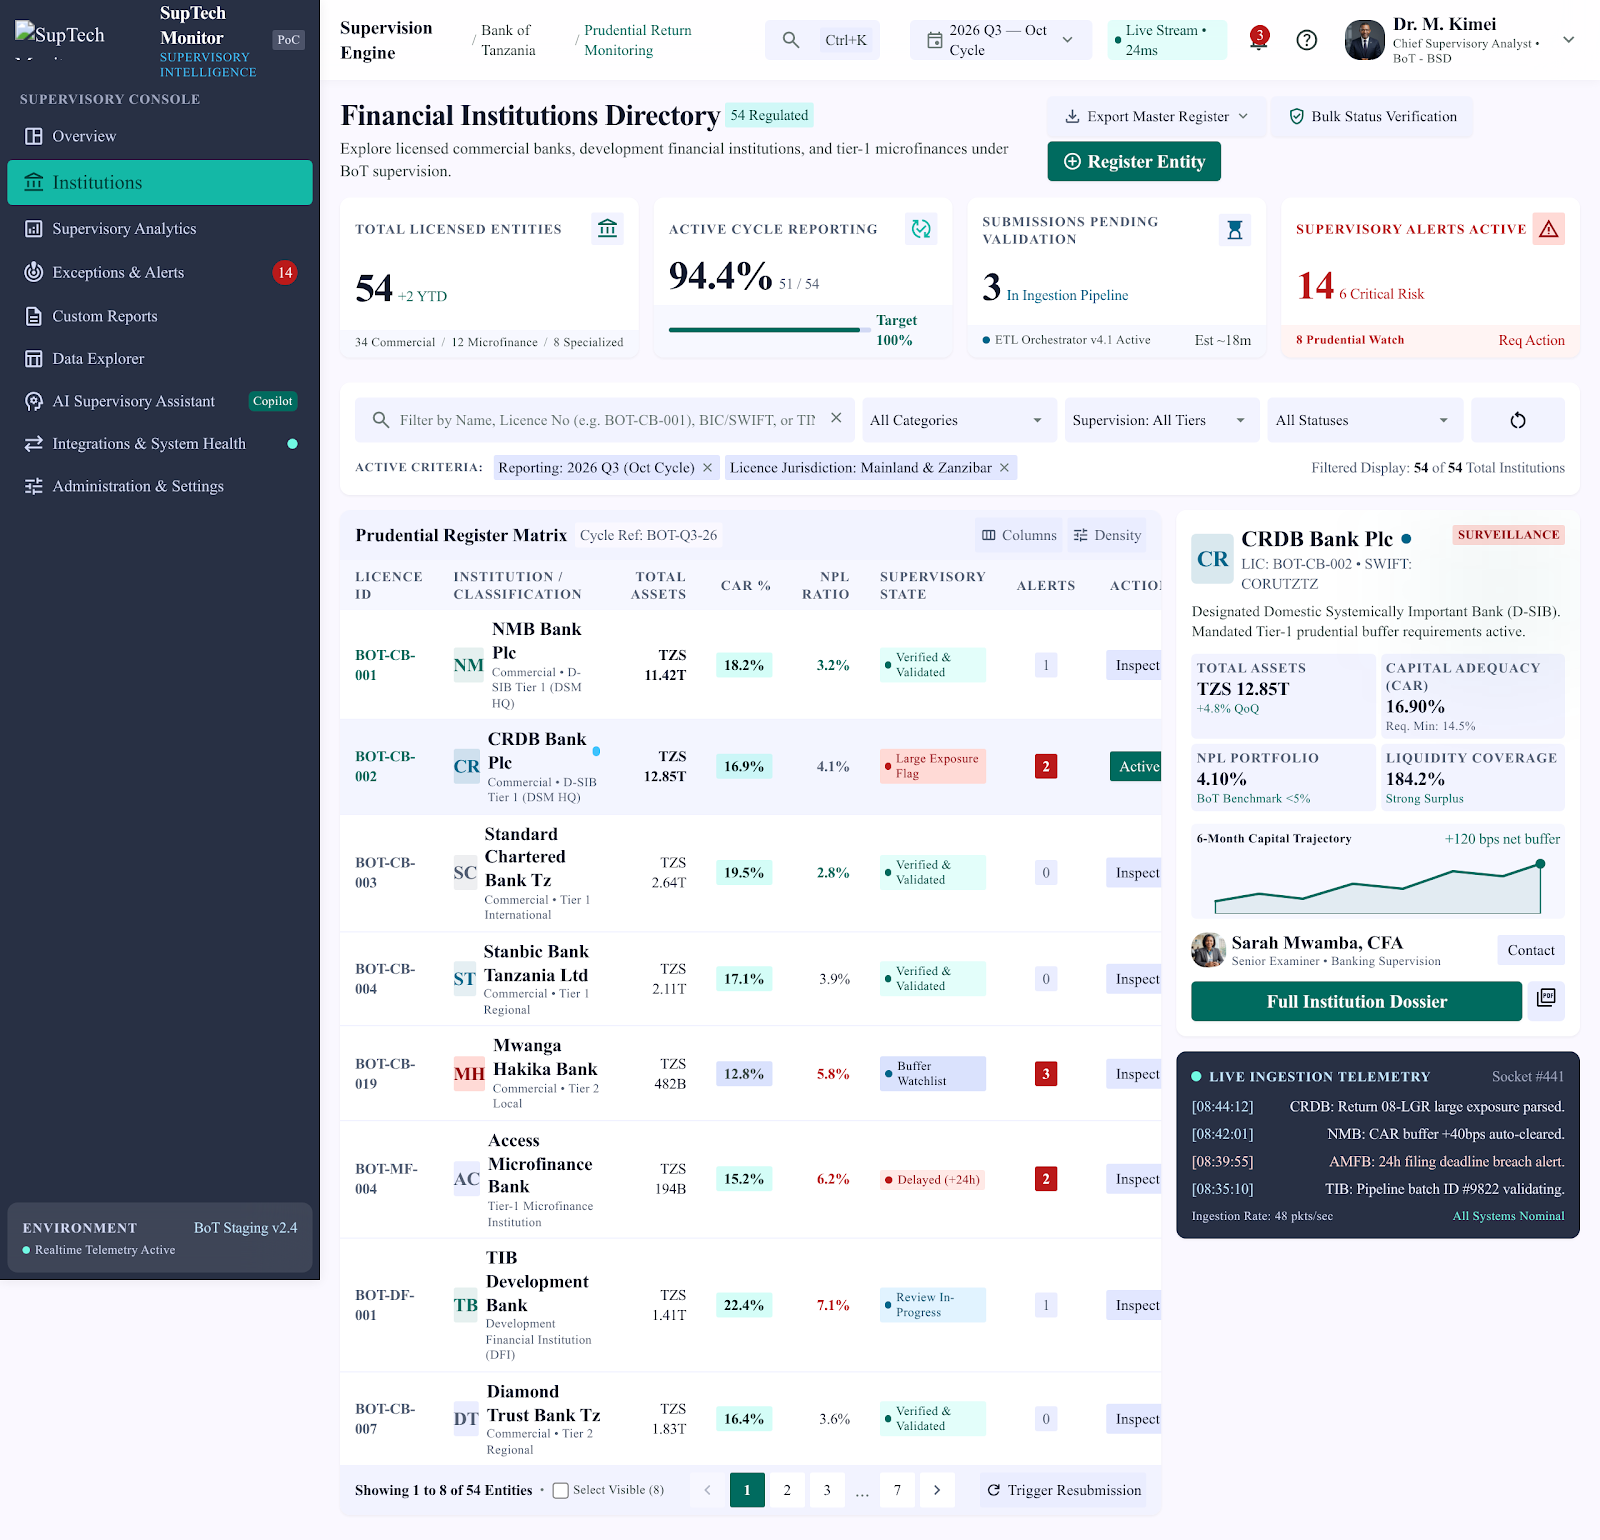 SupTech
SupTech Monitor
SUPERVISORY INTELLIGENCE
PoC
SUPERVISORY CONSOLE
Overview
Institutions
Supervisory Analytics
Exceptions & Alerts 14
Custom Reports
Data Explorer
AI Supervisory Assistant Copilot
Integrations & System Health
Administration & Settings
ENVIRONMENT BoT Staging v2.4
Realtime Telemetry Active
Supervision Engine
/ Bank of Tanzania
/ Prudential Return Monitoring
Ctrl+K
2026 Q3 — Oct Cycle
Live Stream • 24ms
3
Dr. M. Kimei
Chief Supervisory Analyst • BoT - BSD
Financial Institutions Directory 54 Regulated
Explore licensed commercial banks, development financial institutions, and tier-1 microfinances under
BoT supervision.
Export Master Register
Bulk Status Verification
Register Entity
TOTAL LICENSED ENTITIES
54 +2 YTD
34 Commercial / 12 Microfinance / 8 Specialized
ACTIVE CYCLE REPORTING
94.4% 51 / 54
Target 100%
SUBMISSIONS PENDING VALIDATION
3 In Ingestion Pipeline
ETL Orchestrator v4.1 Active Est ~18m
SUPERVISORY ALERTS ACTIVE
14 6 Critical Risk
8 Prudential Watch Req Action
Filter by Name, Licence No (e.g. BOT-CB-001), BIC/SWIFT, or TIN
All Categories
Supervision: All Tiers
All Statuses
ACTIVE CRITERIA: Reporting: 2026 Q3 (Oct Cycle) Licence Jurisdiction: Mainland & Zanzibar
Filtered Display: 54 of 54 Total Institutions
Prudential Register Matrix Cycle Ref: BOT-Q3-26
Columns
Density
LICENCE ID
INSTITUTION / CLASSIFICATION
TOTAL ASSETS
CAR %
NPL RATIO
SUPERVISORY STATE
ALERTS
ACTIO
BOT-CB-001
NM
NMB Bank Plc
Commercial • D-SIB Tier 1 (DSM HQ)
TZS 11.42T
18.2%
3.2%
Verified & Validated
1
Inspect
BOT-CB-002
CR
CRDB Bank Plc
Commercial • D-SIB Tier 1 (DSM HQ)
TZS 12.85T
16.9%
4.1%
Large Exposure Flag
2
Active
BOT-CB-003
SC
Standard Chartered Bank Tz
Commercial • Tier 1 International
TZS 2.64T
19.5%
2.8%
Verified & Validated
0
Inspect
BOT-CB-004
ST
Stanbic Bank Tanzania Ltd
Commercial • Tier 1 Regional
TZS 2.11T
17.1%
3.9%
Verified & Validated
0
Inspect
BOT-CB-019
MH
Mwanga Hakika Bank
Commercial • Tier 2 Local
TZS 482B
12.8%
5.8%
Buffer Watchlist
3
Inspect
BOT-MF-004
AC
Access Microfinance Bank
Tier-1 Microfinance Institution
TZS 194B
15.2%
6.2%
Delayed (+24h)
2
Inspect
BOT-DF-001
TB
TIB Development Bank
Development Financial Institution (DFI)
TZS 1.41T
22.4%
7.1%
Review In-Progress
1
Inspect
BOT-CB-007
DT
Diamond Trust Bank Tz
Commercial • Tier 2 Regional
TZS 1.83T
16.4%
3.6%
Verified & Validated
0
Inspect
Showing 1 to 8 of 54 Entities • Select Visible (8)
1 2 3 ... 7
Trigger Resubmission
CR
CRDB Bank Plc
SURVEILLANCE
LIC: BOT-CB-002 • SWIFT: CORUTZTZ
Designated Domestic Systemically Important Bank (D-SIB).
Mandated Tier-1 prudential buffer requirements active.
TOTAL ASSETS
TZS 12.85T
+4.8% QoQ
CAPITAL ADEQUACY (CAR)
16.90%
Req. Min: 14.5%
NPL PORTFOLIO
4.10%
BoT Benchmark <5%
LIQUIDITY COVERAGE
184.2%
Strong Surplus
6-Month Capital Trajectory +120 bps net buffer
Sarah Mwamba, CFA
Senior Examiner • Banking Supervision
Contact
Full Institution Dossier
PDF
LIVE INGESTION TELEMETRY Socket #441
[08:44:12] CRDB: Return 08-LGR large exposure parsed.
[08:42:01] NMB: CAR buffer +40bps auto-cleared.
[08:39:55] AMFB: 24h filing deadline breach alert.
[08:35:10] TIB: Pipeline batch ID #9822 validating.
Ingestion Rate: 48 pkts/sec All Systems Nominal